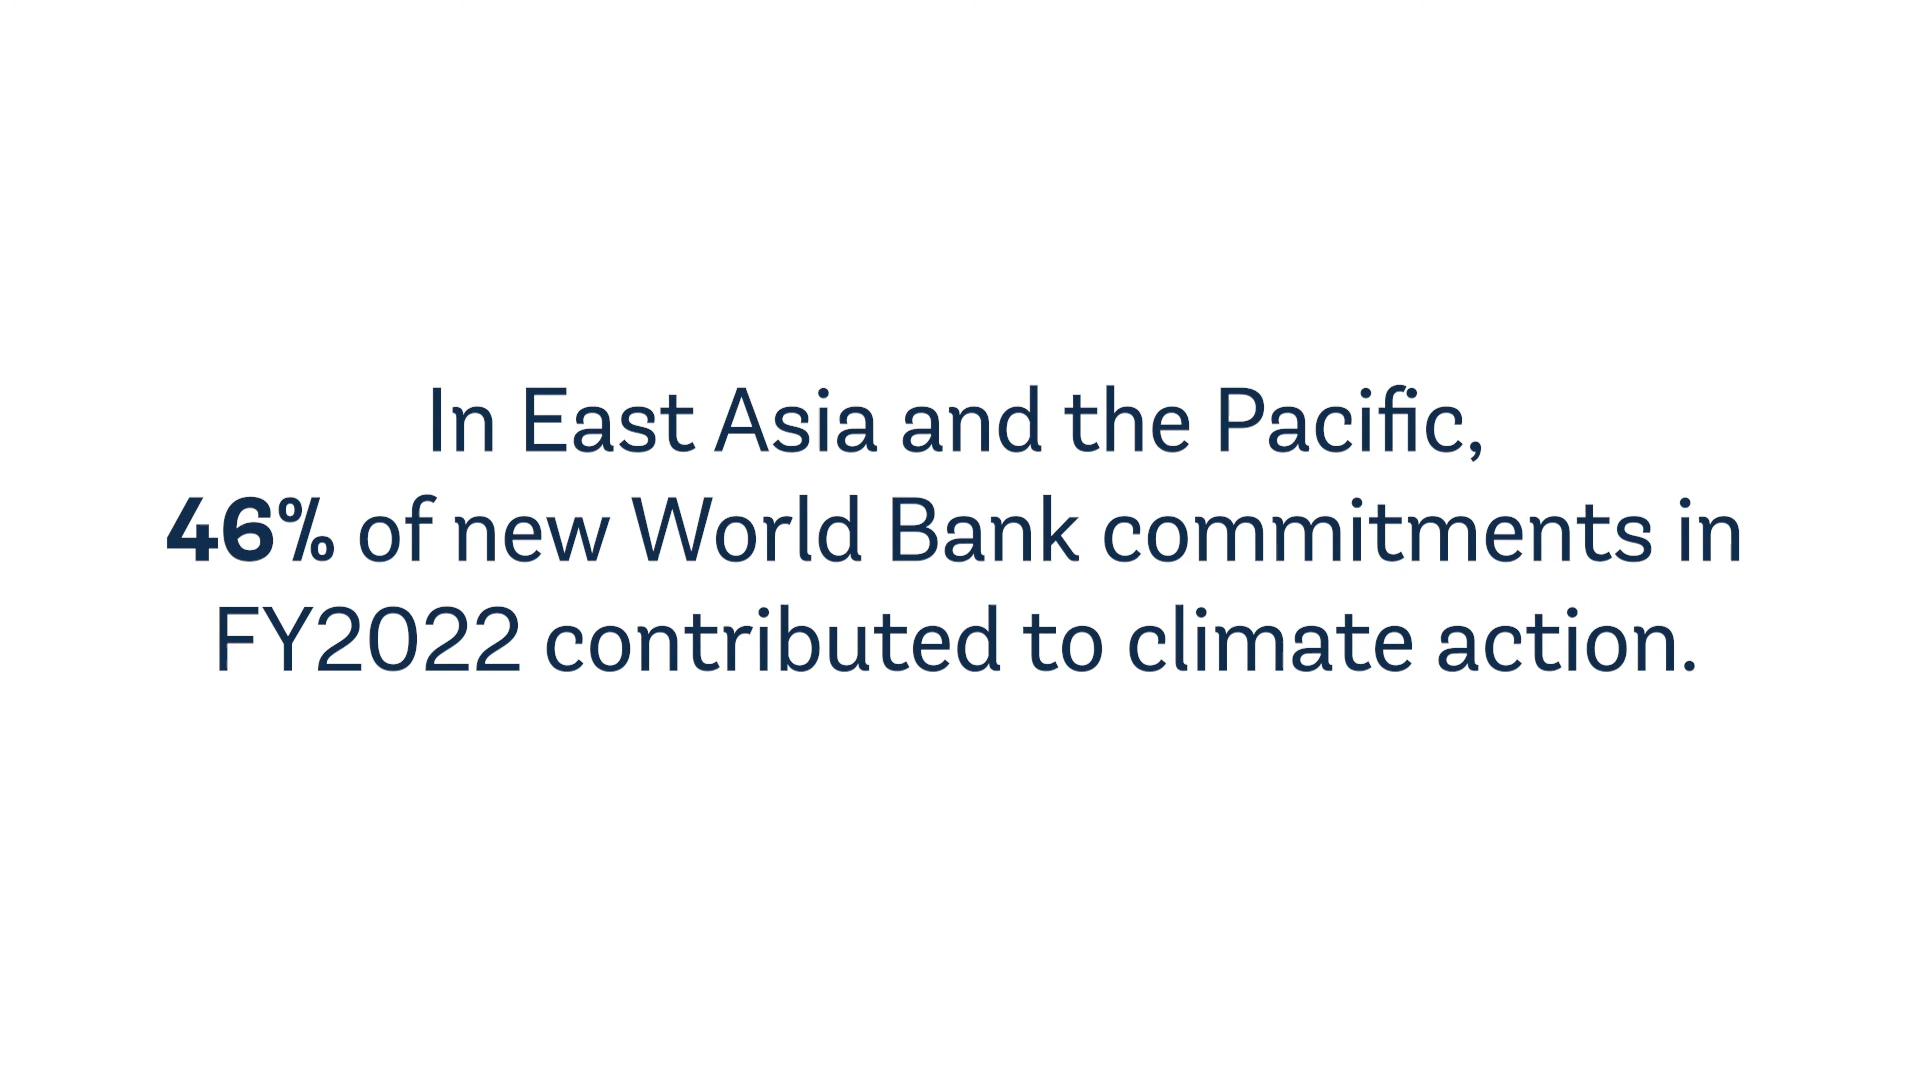 In East Asia and the Pacific,
46% of new World Bank commitments in
FY2022 contributed to climate action.